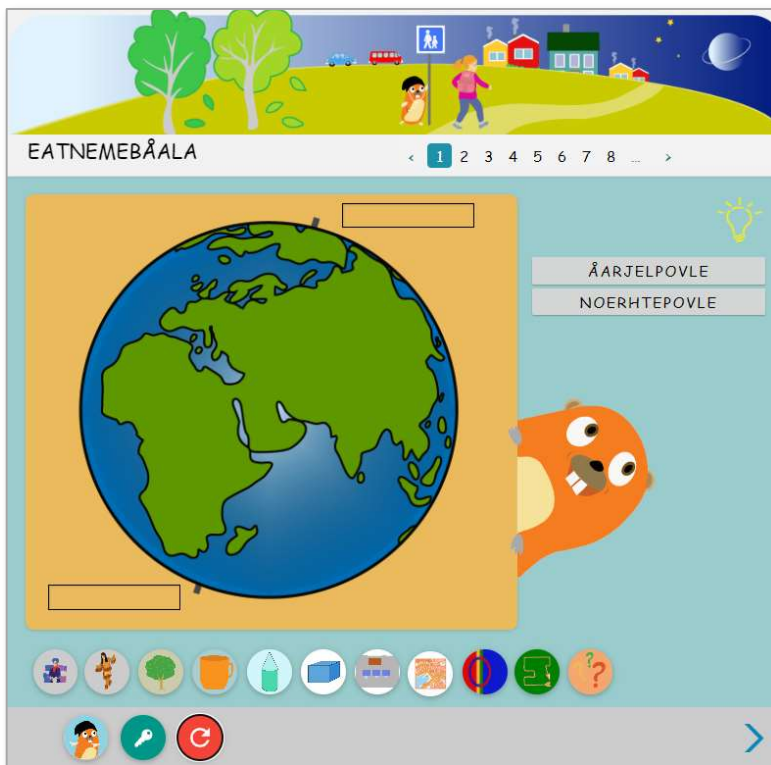 EATNEMEBÅALA
‹ 1 2 3 4 5 6 7 8 ... ›
ÅARJELPOVLE
NOERHTEPOVLE
???